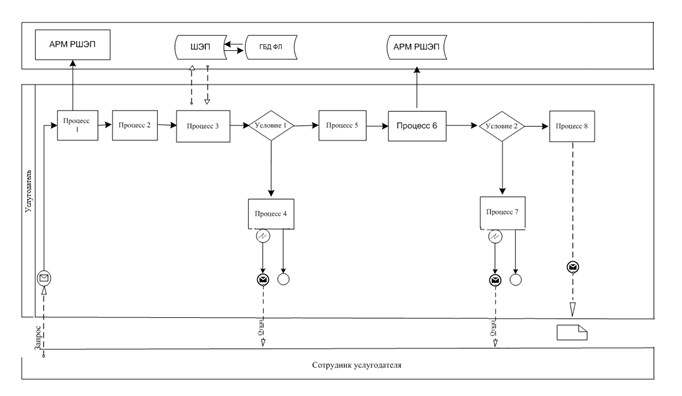 АРМ РШЭП
ШЭП
ГБД ФЛ
АРМ РШЭП
Услугодатель
Процесс
1
Процесс 2
Процесс 3
Условие 1
Процесс 5
Процесс 6
Условие 2
Процесс 8
Процесс 4
Процесс 7
Запрос
Сотрудник услугодателя